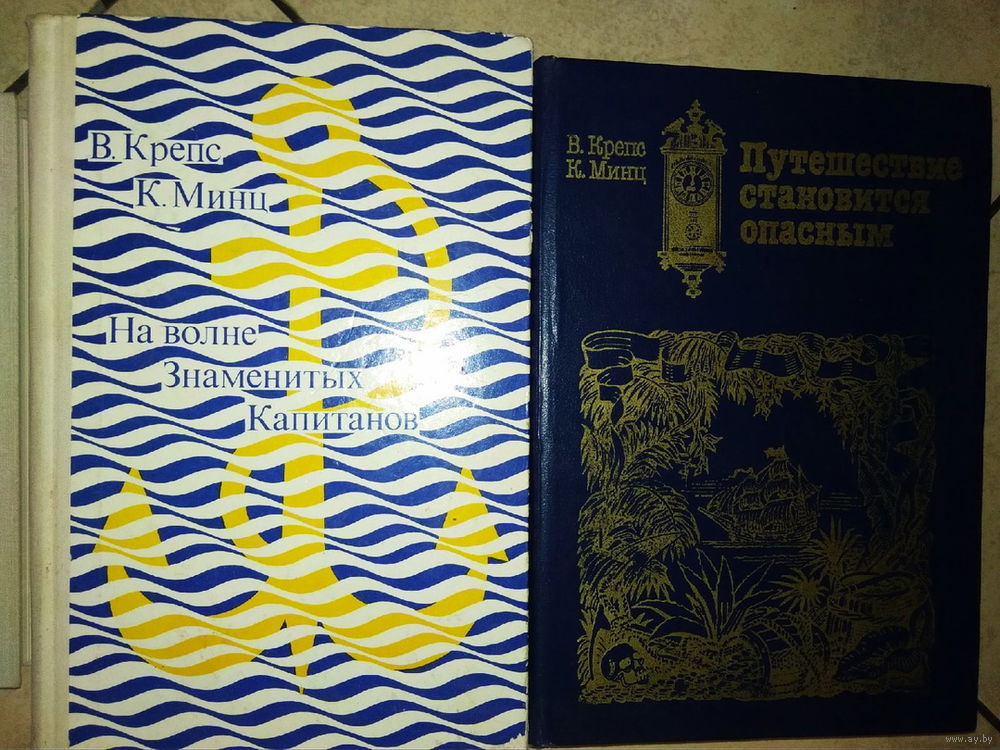 В. Крепс
К. Минц
На волне
Знаменитых
Капитанов
В. Крепс
К. Минц
Путешествие
становится
опасным
www.ay.by